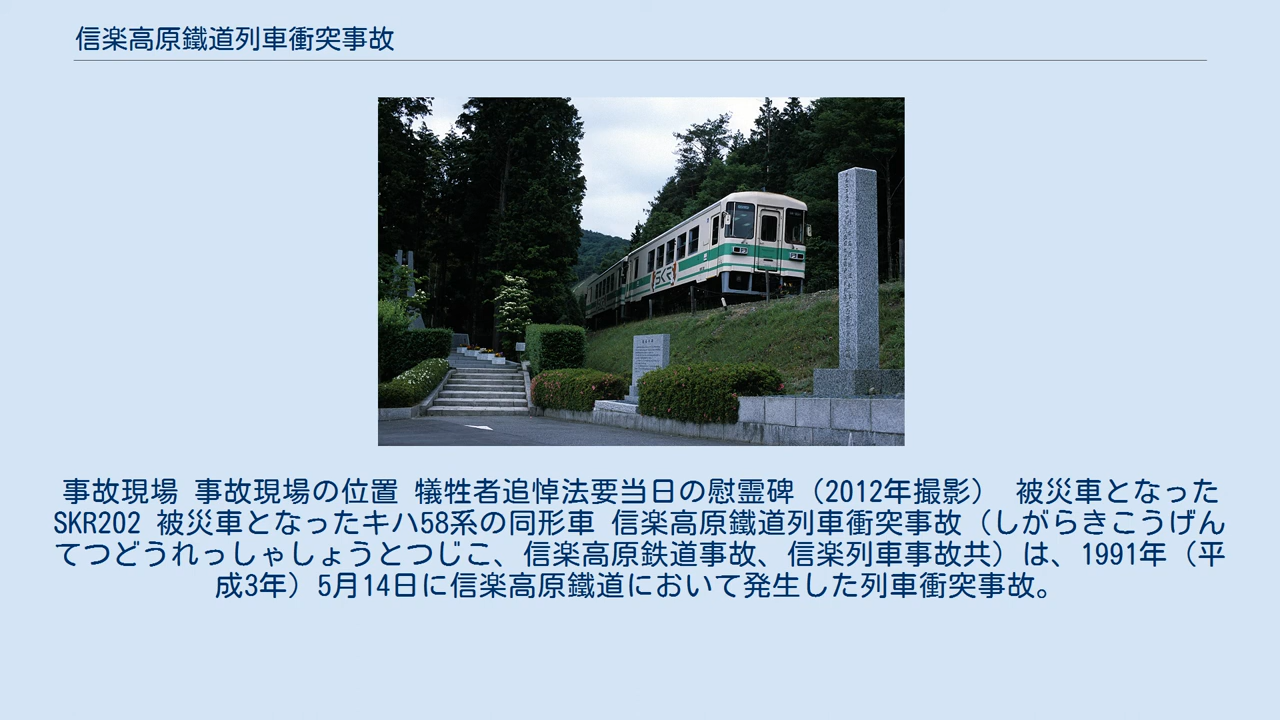 信楽高原鐵道列車衝突事故
事故現場 事故現場の位置 犠牲者追悼法要当日の慰霊碑（2012年撮影） 被災車となった
SKR202 被災車となったキハ58系の同形車 信楽高原鐵道列車衝突事故（しがらきこうげん
てつどうれっしゃしょうとつじこ、信楽高原鉄道事故、信楽列車事故共）は、1991年（平
成3年）5月14日に信楽高原鐵道において発生した列車衝突事故。